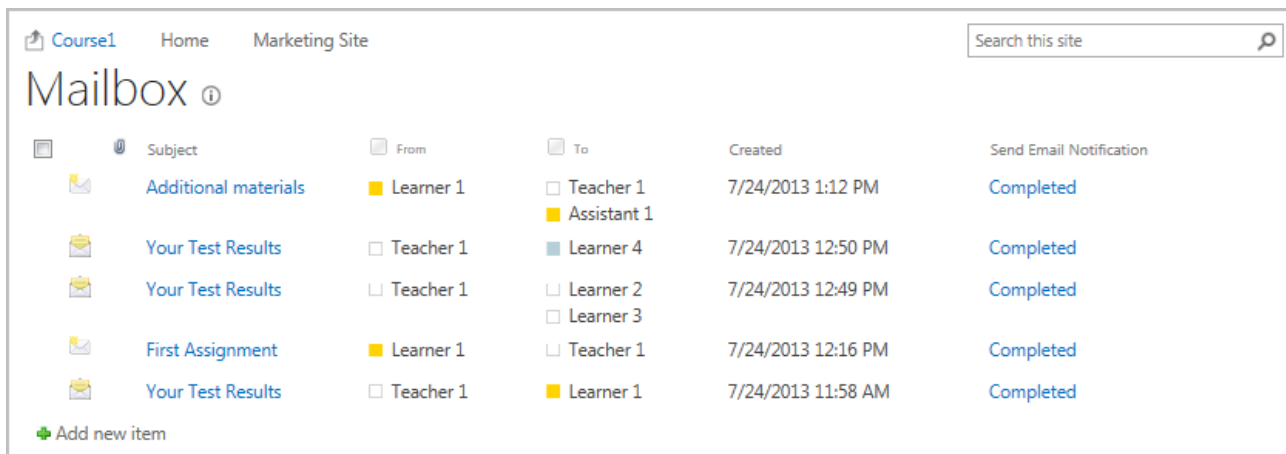 Course1 Home Marketing Site Search this site
Mailbox
Subject From To Created Send Email Notification
Additional materials Learner 1 Teacher 1 7/24/2013 1:12 PM Completed
Assistant 1
Your Test Results Teacher 1 Learner 4 7/24/2013 12:50 PM Completed
Your Test Results Teacher 1 Learner 2 7/24/2013 12:49 PM Completed
Learner 3
First Assignment Learner 1 Teacher 1 7/24/2013 12:16 PM Completed
Your Test Results Teacher 1 Learner 1 7/24/2013 11:58 AM Completed
Add new item